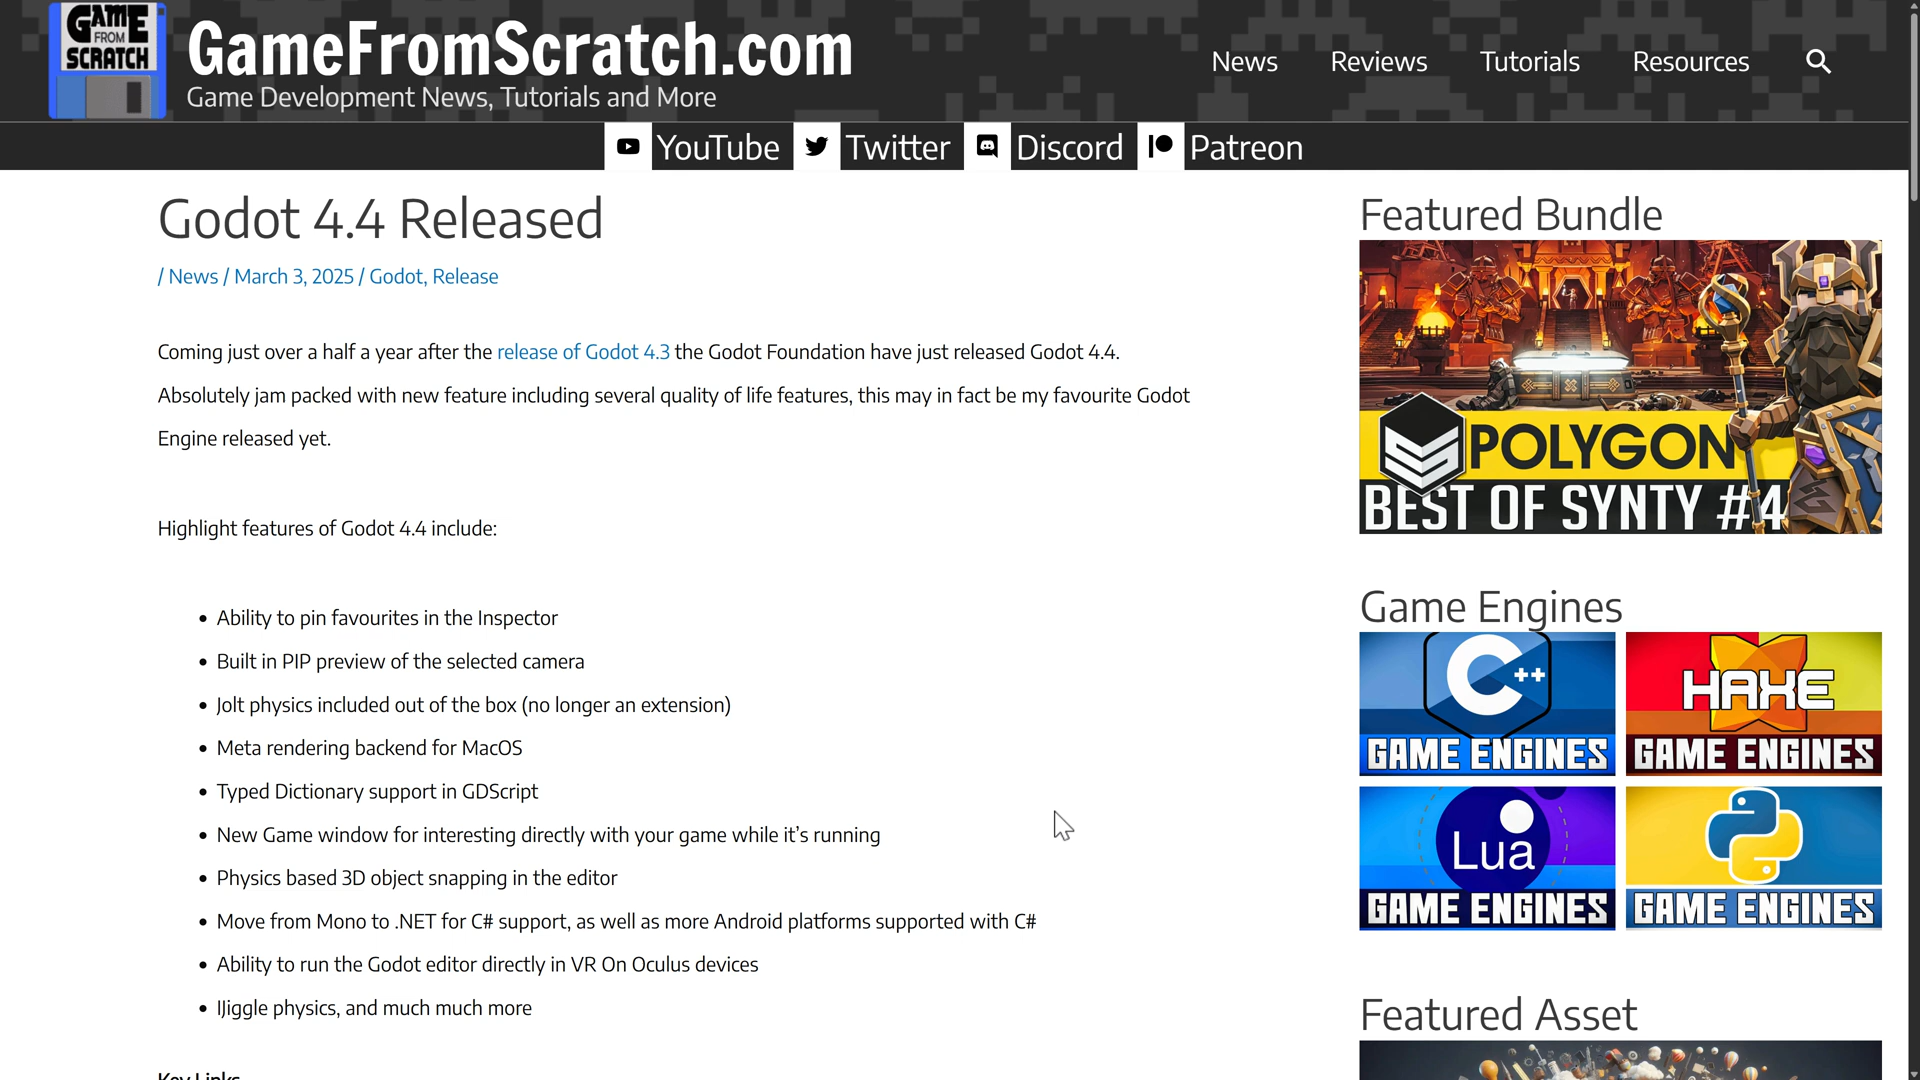 GAME
FROM
SCRATCH
GameFromScratch.com
Game Development News, Tutorials and More
News
Reviews
Tutorials
Resources
YouTube
Twitter
Discord
Patreon
Godot 4.4 Released
/ News / March 3, 2025 / Godot, Release
Coming just over a half a year after the release of Godot 4.3 the Godot Foundation have just released Godot 4.4.
Absolutely jam packed with new feature including several quality of life features, this may in fact be my favourite Godot
Engine released yet.
Highlight features of Godot 4.4 include:
• Ability to pin favourites in the Inspector
• Built in PIP preview of the selected camera
• Jolt physics included out of the box (no longer an extension)
• Meta rendering backend for MacOS
• Typed Dictionary support in GDScript
• New Game window for interesting directly with your game while it’s running
• Physics based 3D object snapping in the editor
• Move from Mono to .NET for C# support, as well as more Android platforms supported with C#
• Ability to run the Godot editor directly in VR On Oculus devices
• IJiggle physics, and much much more
Key Links
Featured Bundle
POLYGON
BEST OF SYNTY #4
Game Engines
C++
GAME ENGINES
HAXE
GAME ENGINES
Lua
GAME ENGINES
GAME ENGINES
Featured Asset